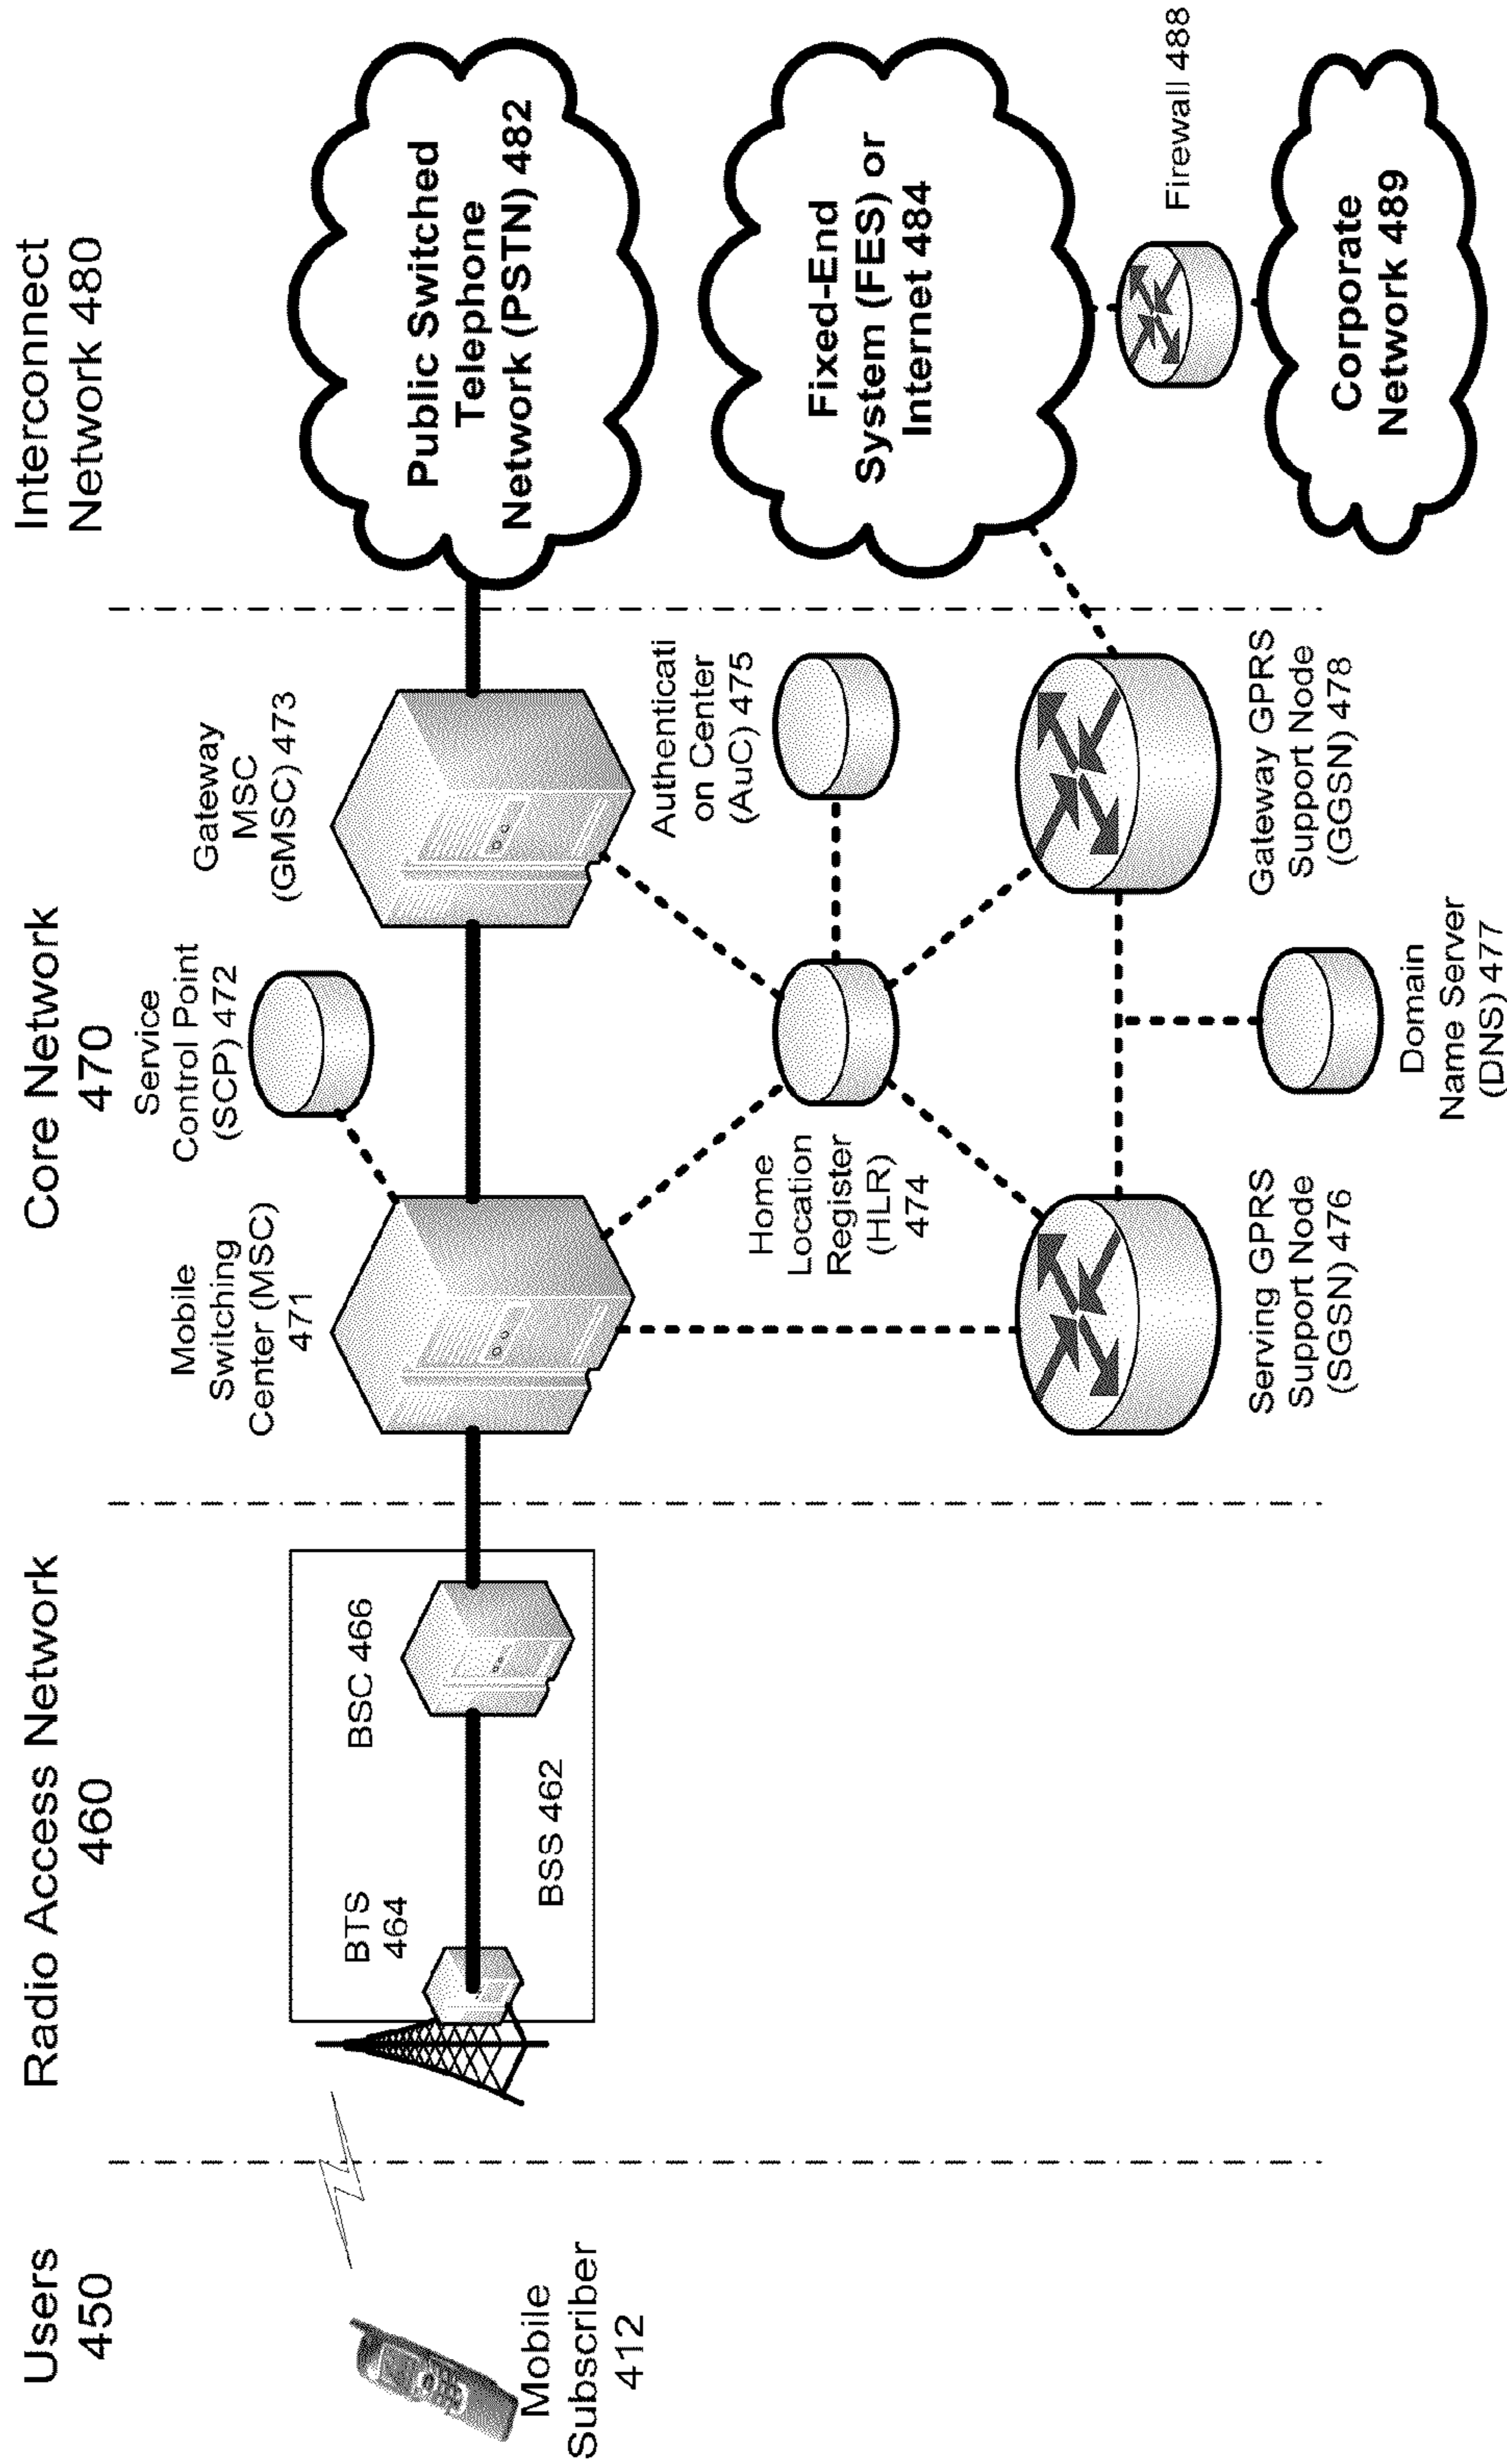 Users
450
Radio Access Network
460
Core Network
470
Interconnect
Network 480
Mobile
Subscriber
412
BTS
464
BSC 466
BSS 462
Mobile
Switching
Center (MSC)
471
Service
Control Point
(SCP) 472
Gateway
MSC
(GMSC) 473
Home
Location
Register
(HLR)
474
Authenticati
on Center
(AuC) 475
Serving GPRS
Support Node
(SGSN) 476
Domain
Name Server
(DNS) 477
Gateway GPRS
Support Node
(GGSN) 478
Public Switched
Telephone
Network (PSTN) 482
Fixed-End
System (FES) or
Internet 484
Firewall 488
Corporate
Network 489